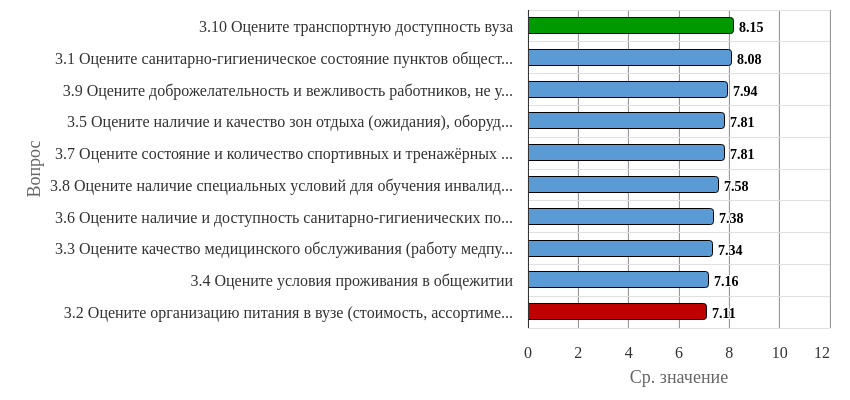 3.10 Оцените транспортную доступность вуза 8.15
3.1 Оцените санитарно-гигиеническое состояние пунктов общест... 8.08
3.9 Оцените доброжелательность и вежливость работников, не у... 7.94
3.5 Оцените наличие и качество зон отдыха (ожидания), оборуд... 7.81
3.7 Оцените состояние и количество спортивных и тренажёрных ... 7.81
3.8 Оцените наличие специальных условий для обучения инвалид... 7.58
3.6 Оцените наличие и доступность санитарно-гигиенических по... 7.38
3.3 Оцените качество медицинского обслуживания (работу медпу... 7.34
3.4 Оцените условия проживания в общежитии 7.16
3.2 Оцените организацию питания в вузе (стоимость, ассортиме... 7.11
Вопрос
0 2 4 6 8 10 12
Ср. значение